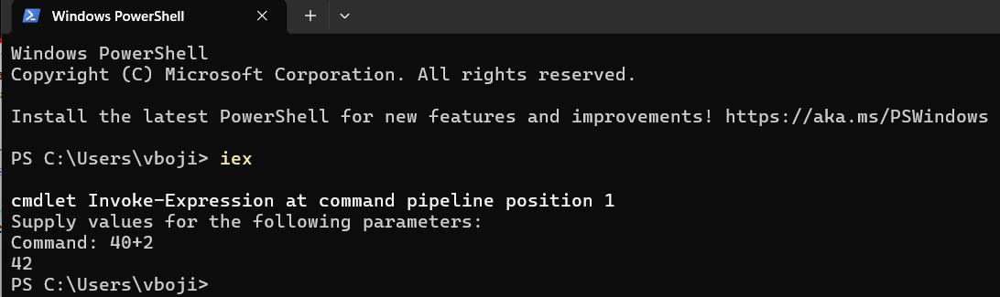 Windows PowerShell
Windows PowerShell
Copyright (C) Microsoft Corporation. All rights reserved.
Install the latest PowerShell for new features and improvements! https://aka.ms/PSWindows
PS C:\Users\vboji> iex
cmdlet Invoke-Expression at command pipeline position 1
Supply values for the following parameters:
Command: 40+2
42
PS C:\Users\vboji>